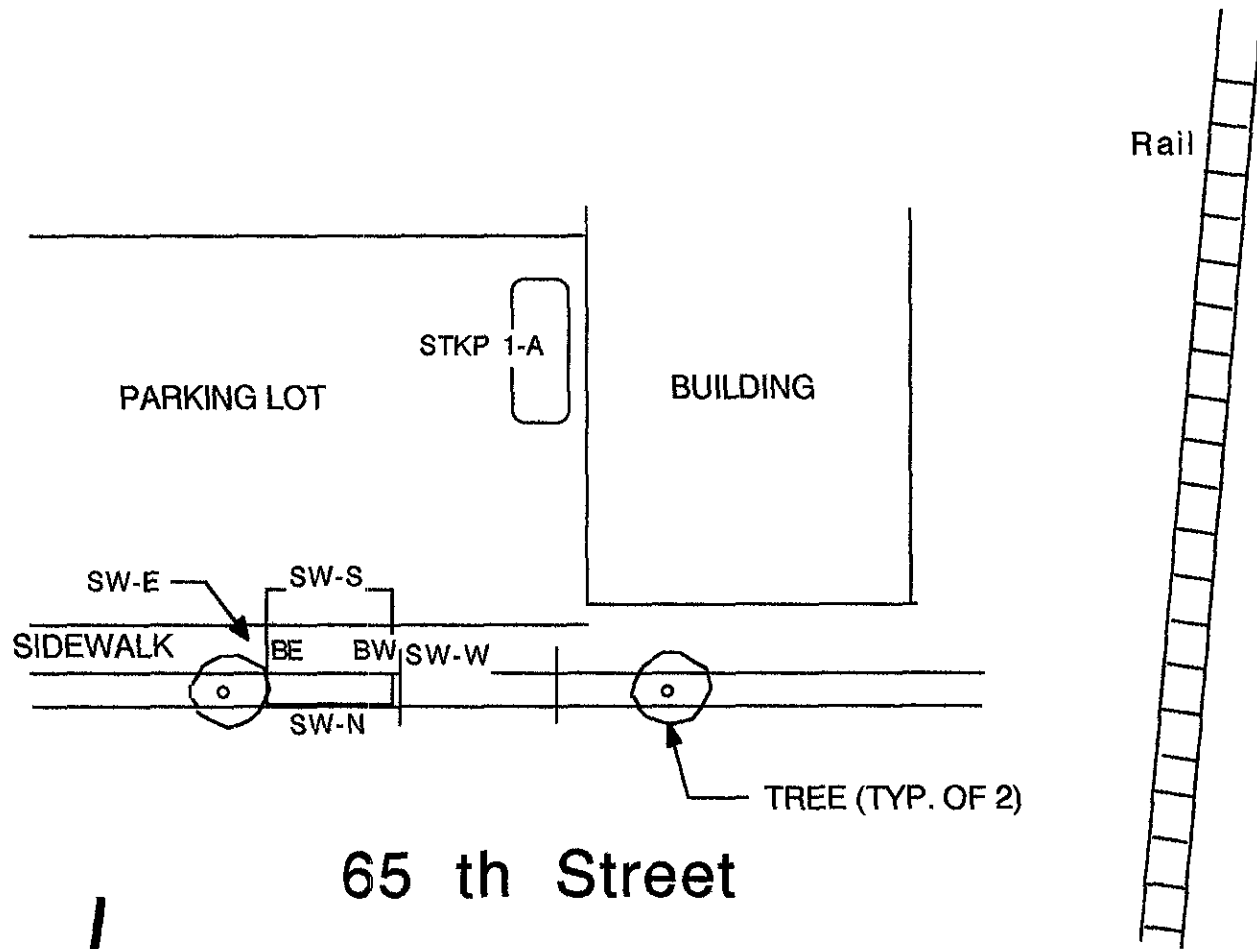 Rail
STKP 1-A
PARKING LOT
BUILDING
SW-E
SW-S
SIDEWALK
BE
BW
SW-W
SW-N
TREE (TYP. OF 2)
65 th Street